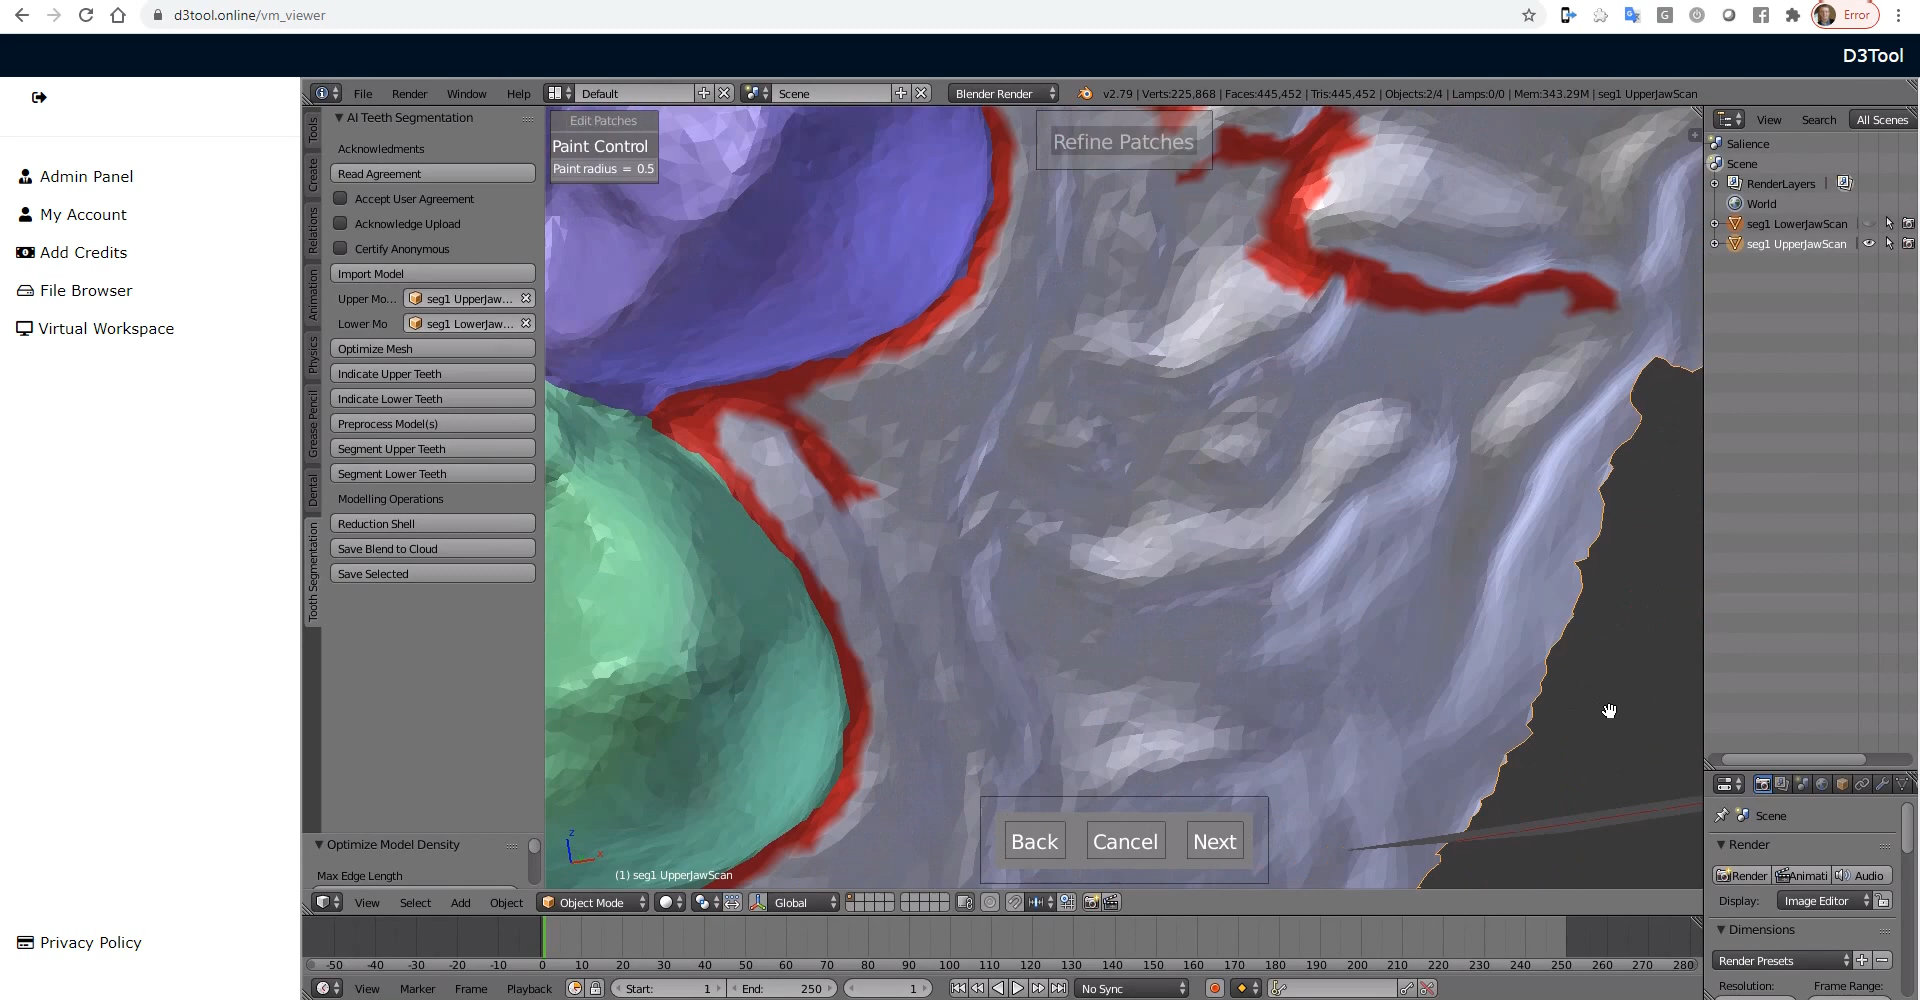 d3tool.online/vm_viewer
Error
D3Tool
Admin Panel
My Account
Add Credits
File Browser
Virtual Workspace
Privacy Policy
File Render Window Help Default Scene Blender Render v2.79 | Verts:225,868 | Faces:445,452 | Tris:445,452 | Objects:2/4 | Lamps:0/0 | Mem:343.29M | seg1 UpperJawScan
Tools
Create
Relations
Animation
Physics
Grease Pencil
Dental
Tooth Segmentation
AI Teeth Segmentation
Acknowledments
Read Agreement
Accept User Agreement
Acknowledge Upload
Certify Anonymous
Import Model
Upper Mo... seg1 UpperJaw...
Lower Mo seg1 LowerJaw...
Optimize Mesh
Indicate Upper Teeth
Indicate Lower Teeth
Preprocess Model(s)
Segment Upper Teeth
Segment Lower Teeth
Modelling Operations
Reduction Shell
Save Blend to Cloud
Save Selected
Optimize Model Density
Max Edge Length
Edit Patches
Paint Control
Paint radius = 0.5
Refine Patches
Back Cancel Next
z
x
(1) seg1 UpperJawScan
View Select Add Object Object Mode Global
-50 -40 -30 -20 -10 0 10 20 30 40 50 60 70 80 90 100 110 120 130 140 150 160 170 180 190 200 210 220 230 240 250 260 270 280
View Marker Frame Playback Start: 1 End: 250 1 No Sync
View Search All Scenes
Salience
Scene
RenderLayers
World
seg1 LowerJawScan
seg1 UpperJawScan
Scene
Render
Render Animati Audio
Display: Image Editor
Dimensions
Render Presets
Resolution: Frame Range: